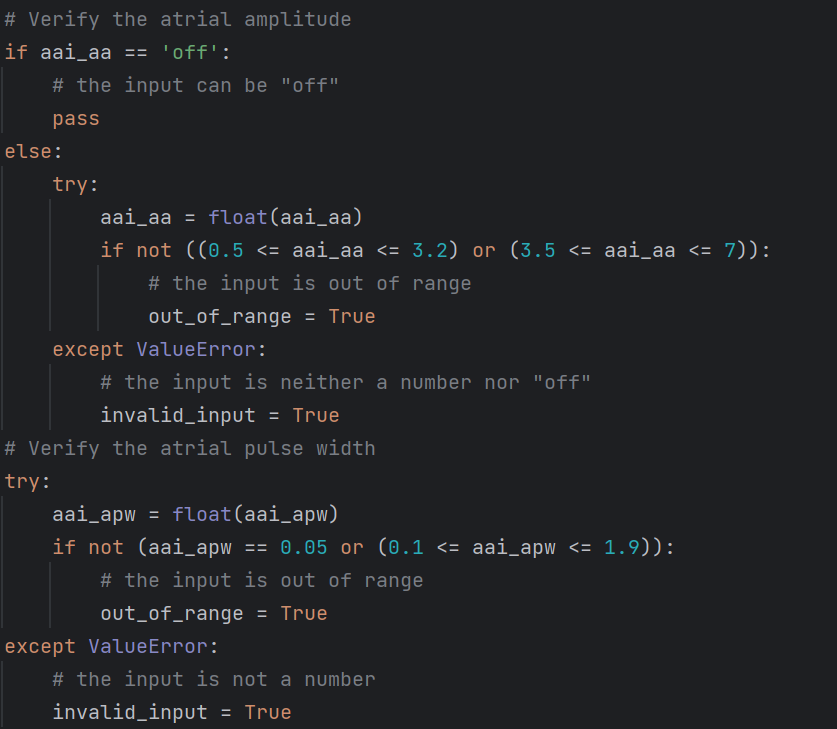 # Verify the atrial amplitude
if aai_aa == 'off':
    # the input can be "off"
    pass
else:
    try:
        aai_aa = float(aai_aa)
        if not ((0.5 <= aai_aa <= 3.2) or (3.5 <= aai_aa <= 7)):
            # the input is out of range
            out_of_range = True
    except ValueError:
        # the input is neither a number nor "off"
        invalid_input = True
# Verify the atrial pulse width
try:
    aai_apw = float(aai_apw)
    if not (aai_apw == 0.05 or (0.1 <= aai_apw <= 1.9)):
        # the input is out of range
        out_of_range = True
except ValueError:
    # the input is not a number
    invalid_input = True